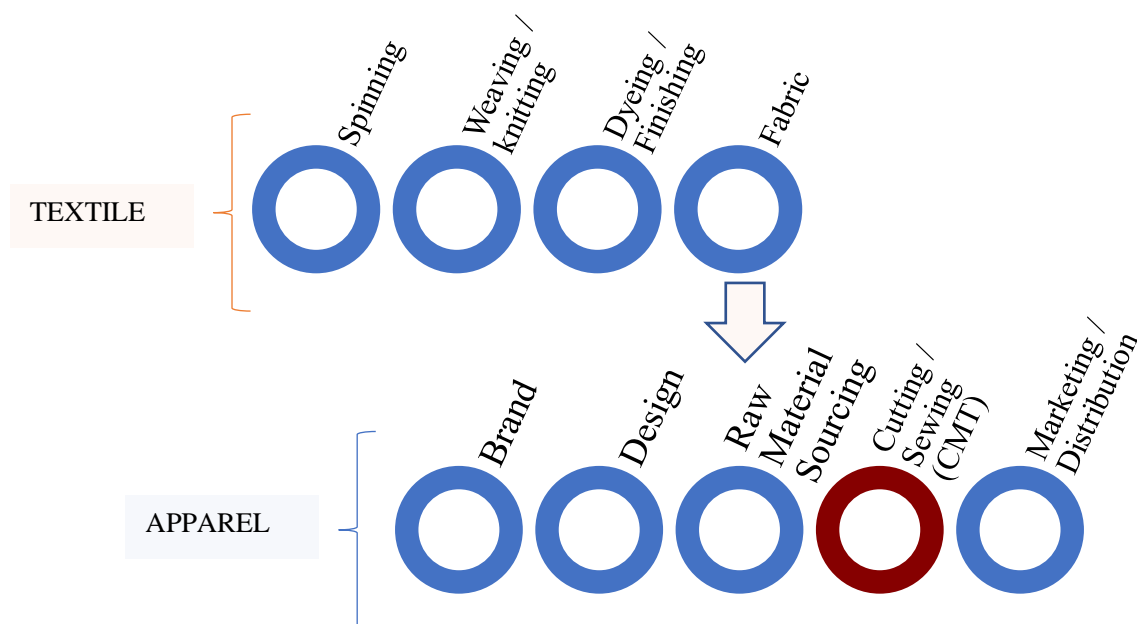 Spinning
Weaving /
knitting
Dyeing /
Finishing
Fabric
TEXTILE
Brand
Design
Raw
Material
Sourcing
Cutting /
Sewing
(CMT)
Marketing /
Distribution
APPAREL